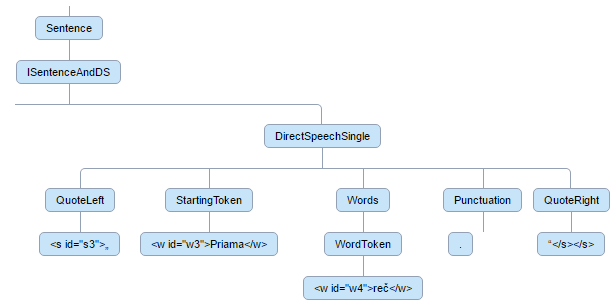 Sentence
ISentenceAndDS
DirectSpeechSingle
QuoteLeft StartingToken Words Punctuation QuoteRight
<s id="s3">„ <w id="w3">Priama</w> WordToken . “</s></s>
<w id="w4">reč</w>